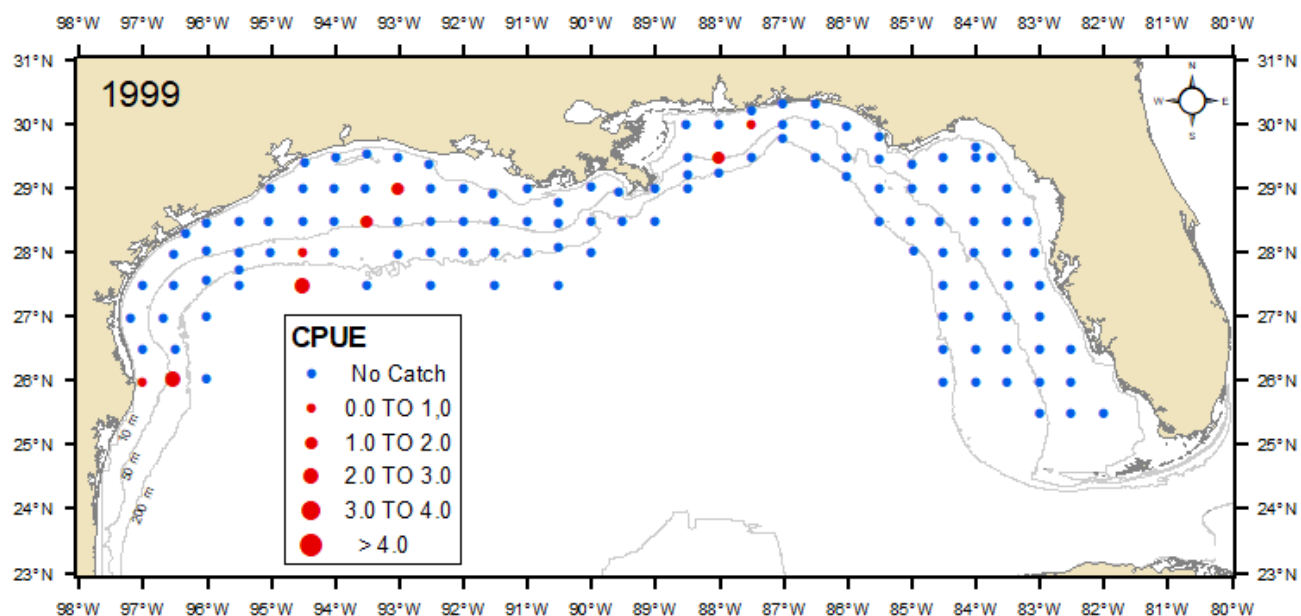 98°W 97°W 96°W 95°W 94°W 93°W 92°W 91°W 90°W 89°W 88°W 87°W 86°W 85°W 84°W 83°W 82°W 81°W 80°W
31°N 31°N
1999
N
W E
S
30°N 30°N
29°N 29°N
28°N 28°N
27°N 27°N
CPUE
No Catch
0.0 TO 1,0
1.0 TO 2.0
2.0 TO 3.0
3.0 TO 4.0
> 4.0
26°N 26°N
10 m
25°N 25°N
50 m
200 m
24°N 24°N
23°N 23°N
98°W 97°W 96°W 95°W 94°W 93°W 92°W 91°W 90°W 89°W 88°W 87°W 86°W 85°W 84°W 83°W 82°W 81°W 80°W